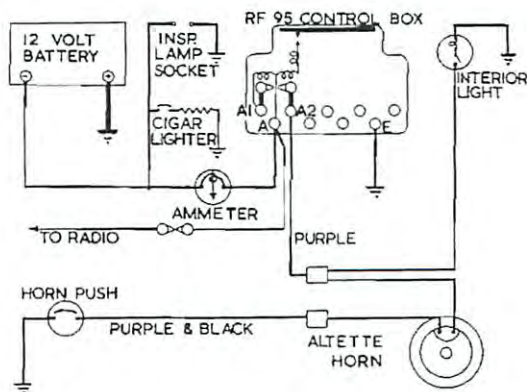 12 VOLT
BATTERY
INSP.
LAMP
SOCKET
CIGAR
LIGHTER
RF 95 CONTROL BOX
A1
A
A2
E
INTERIOR
LIGHT
AMMETER
TO RADIO
PURPLE
HORN PUSH
PURPLE & BLACK
ALTETTE
HORN